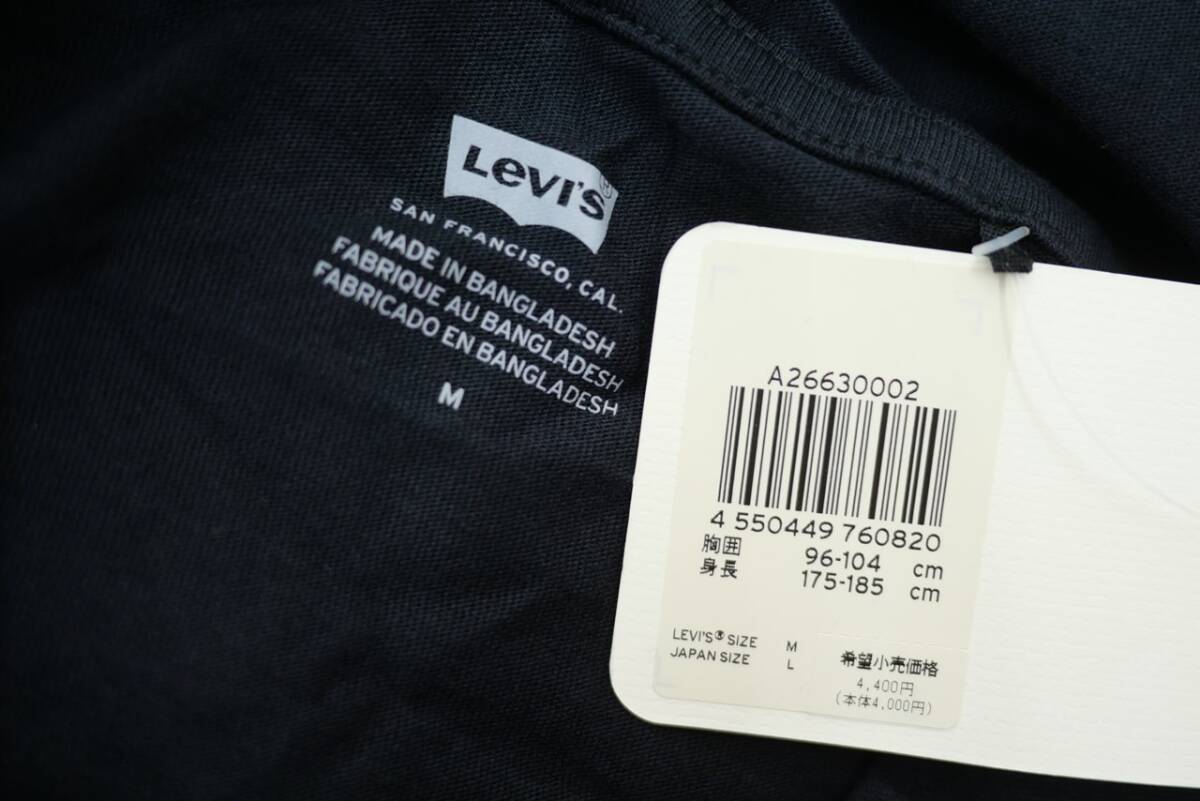 LEVI'S®
SAN FRANCISCO, CAL.
MADE IN BANGLADESH
FABRIQUE AU BANGLADESH
FABRICADO EN BANGLADESH
M
A26630002
4 550449 760820
胸囲 96-104 cm
身長 175-185 cm
LEVI'S® SIZE M
JAPAN SIZE L
希望小売価格
4,400円
(本体4,000円)